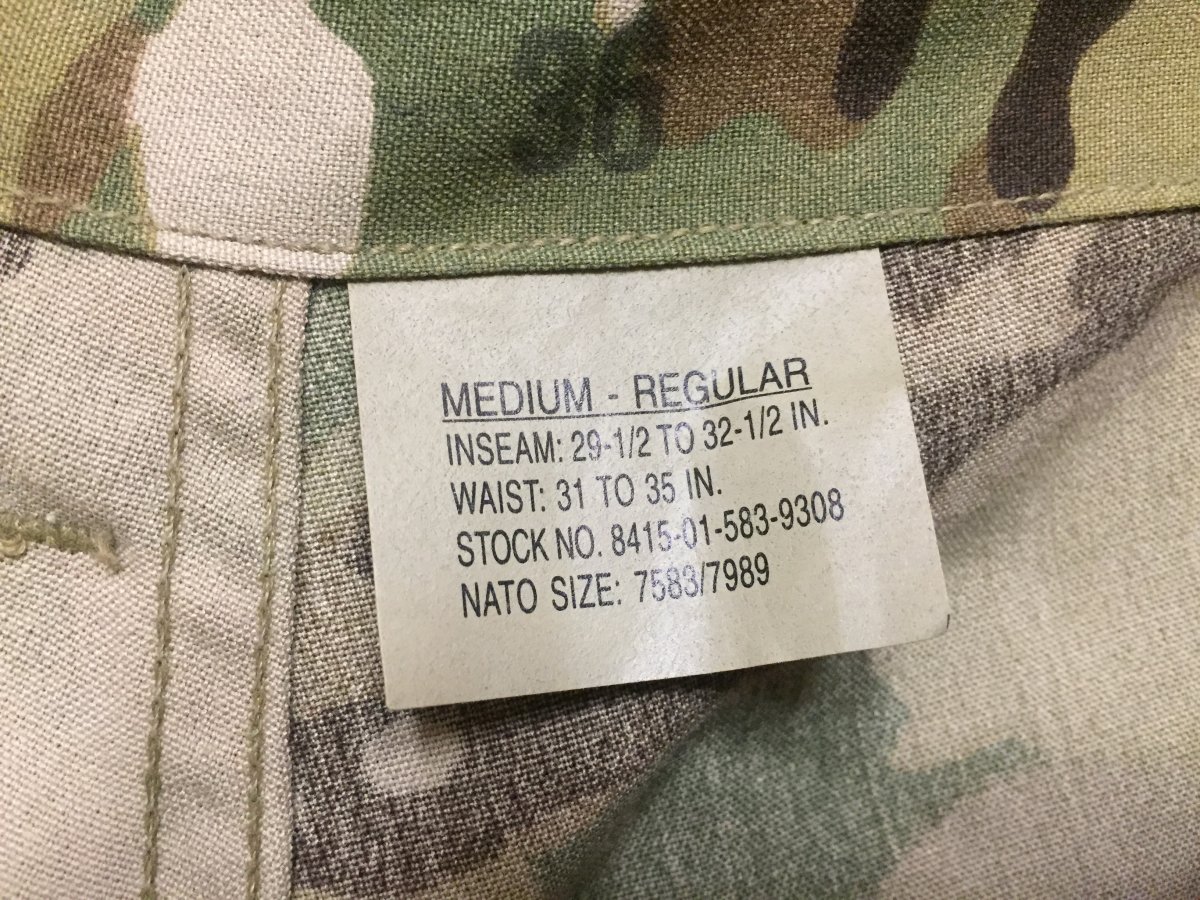 36
MEDIUM - REGULAR
INSEAM: 29-1/2 TO 32-1/2 IN.
WAIST: 31 TO 35 IN.
STOCK NO. 8415-01-583-9308
NATO SIZE: 7583/7989